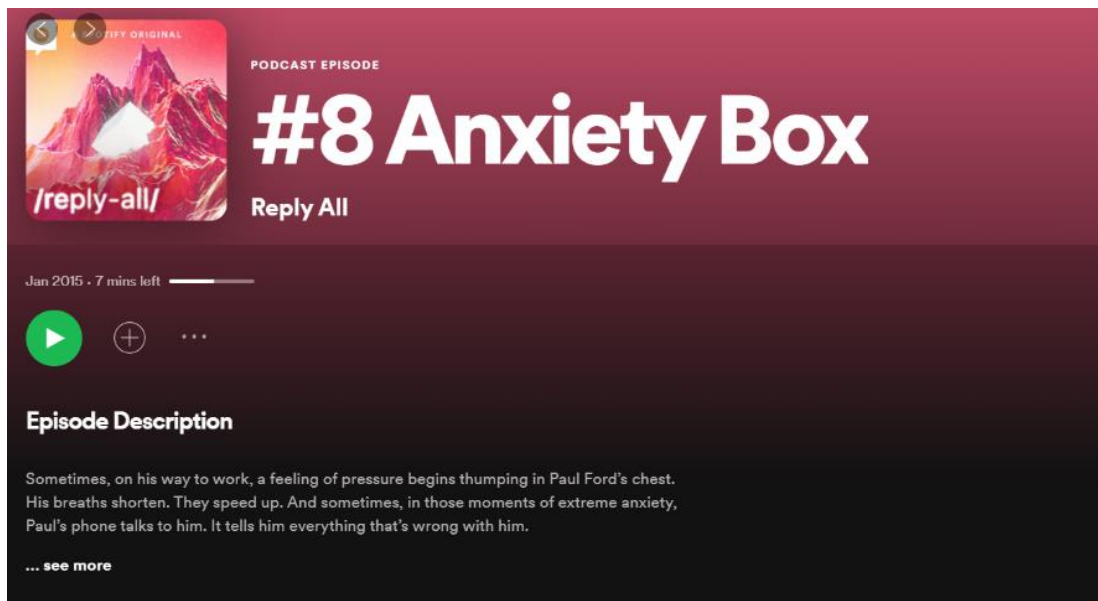 A SPOTIFY ORIGINAL
/reply-all/
PODCAST EPISODE
#8 Anxiety Box
Reply All
Jan 2015 · 7 mins left
Episode Description
Sometimes, on his way to work, a feeling of pressure begins thumping in Paul Ford's chest.
His breaths shorten. They speed up. And sometimes, in those moments of extreme anxiety,
Paul's phone talks to him. It tells him everything that's wrong with him.
... see more